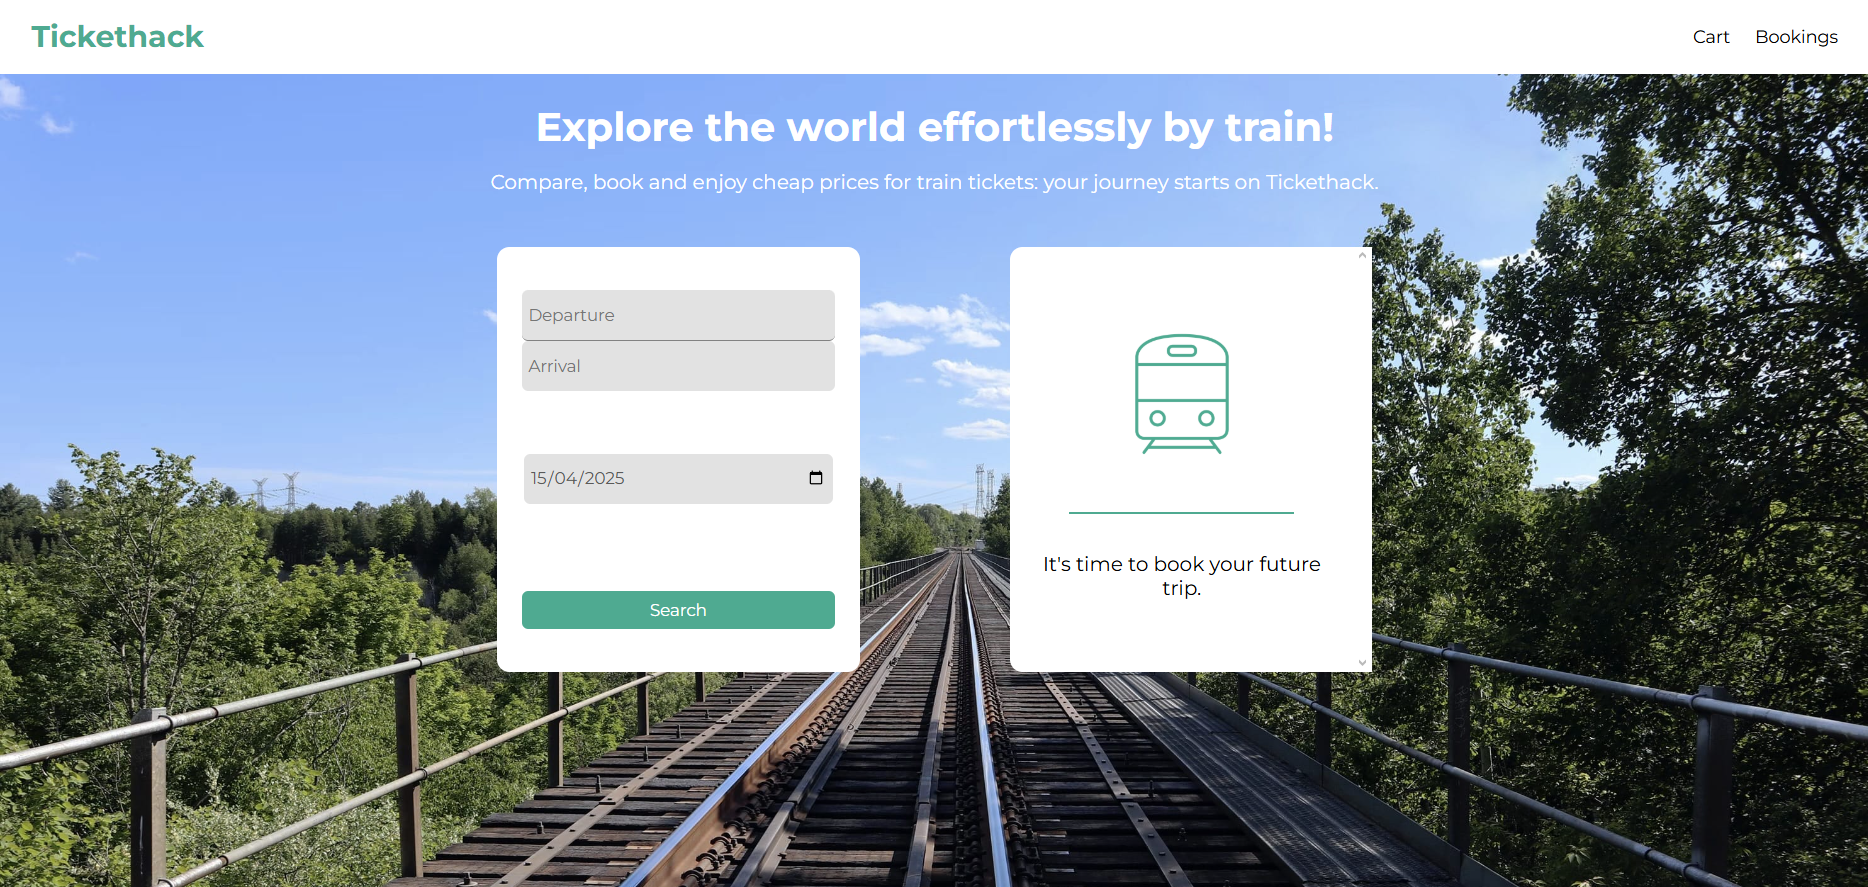 Tickethack
Cart
Bookings
Explore the world effortlessly by train!
Compare, book and enjoy cheap prices for train tickets: your journey starts on Tickethack.
Departure
Arrival
15/04/2025
Search
It's time to book your future
trip.